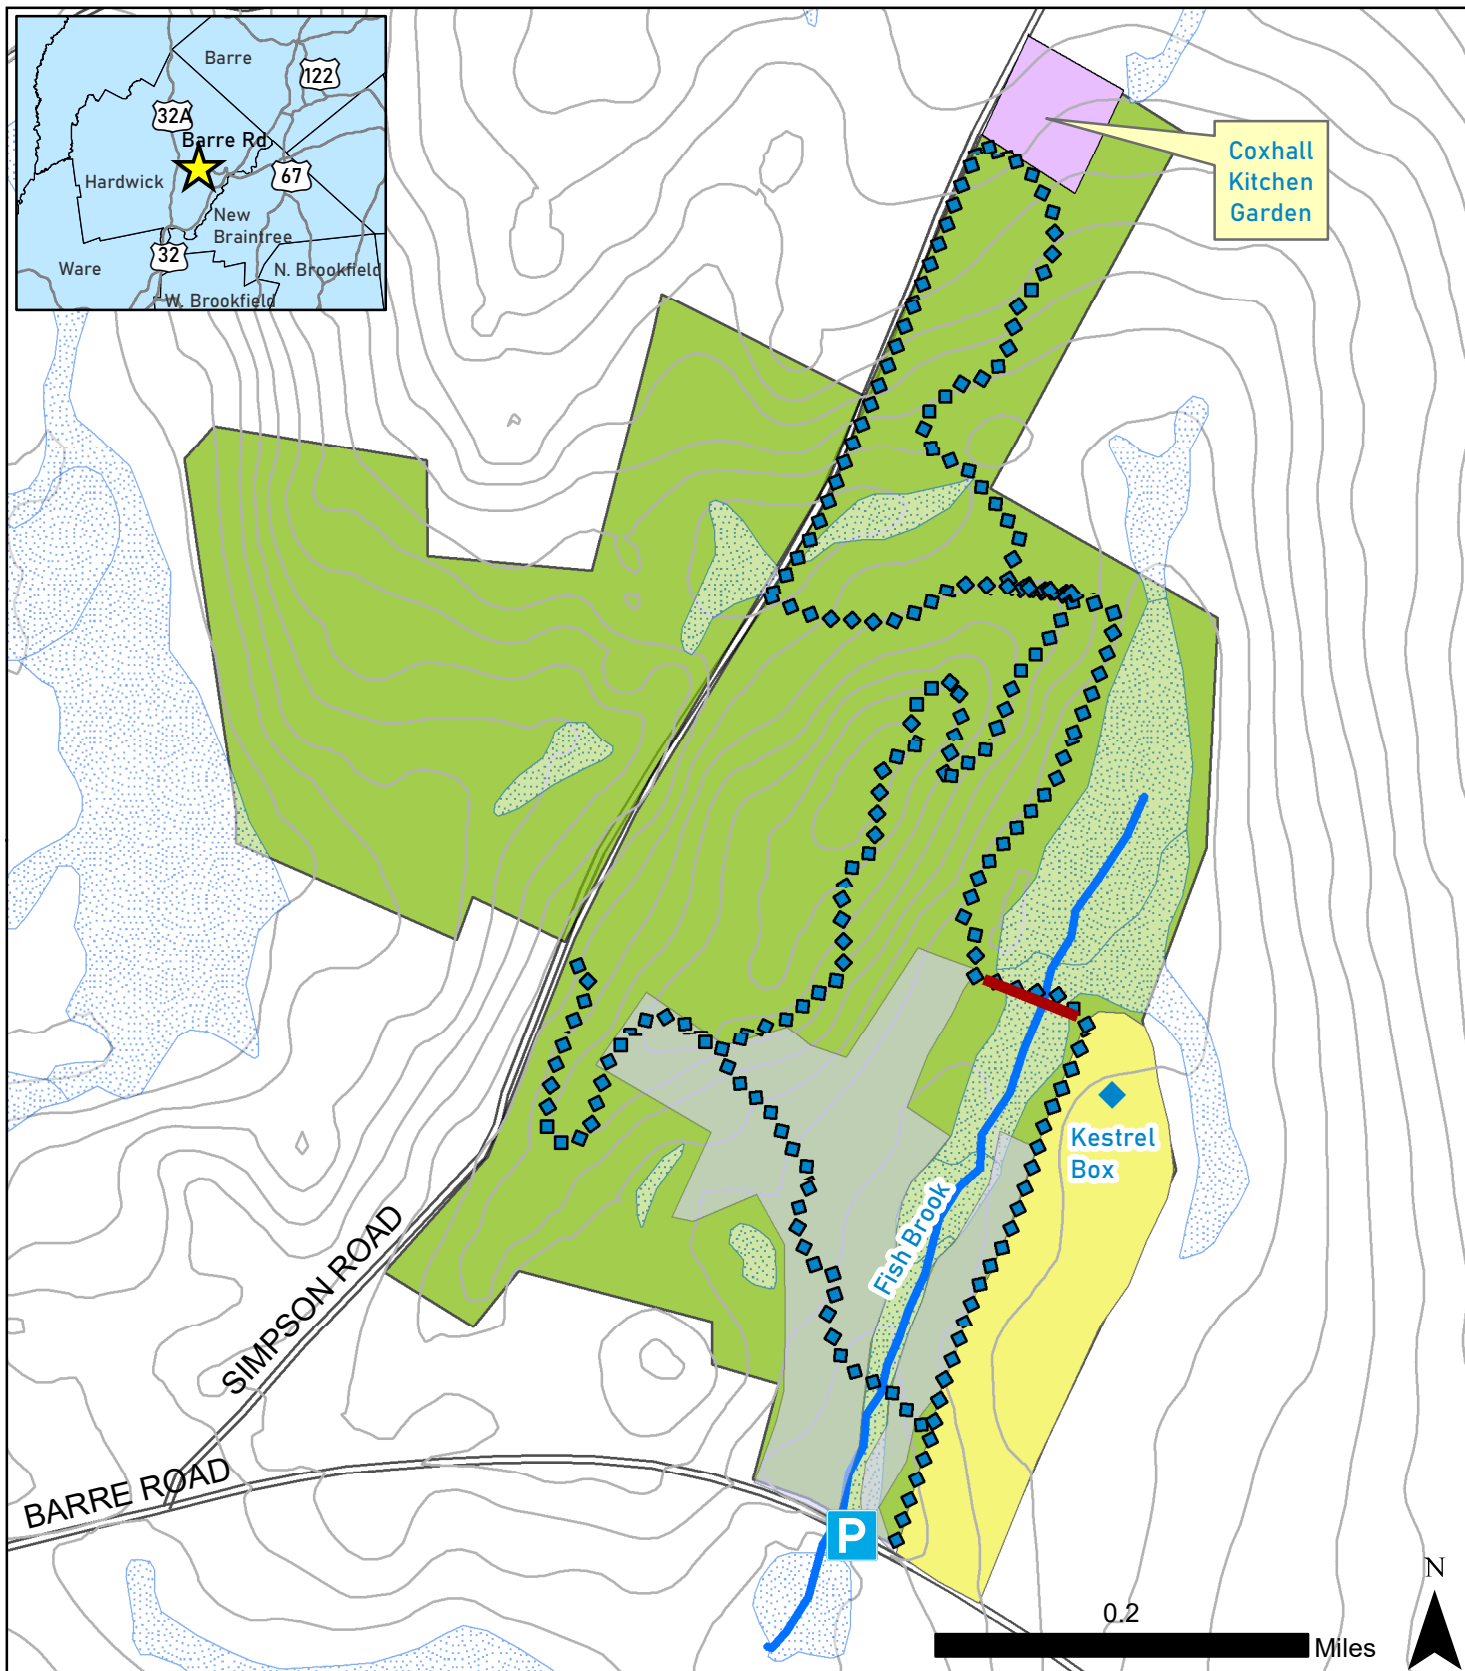 Barre
122
32A
Barre Rd
Hardwick
67
New
Braintree
32
Ware
N. Brookfield
W. Brookfield
Coxhall
Kitchen
Garden
Kestrel
Box
Fish Brook
SIMPSON ROAD
BARRE ROAD
P
N
0.2
Miles